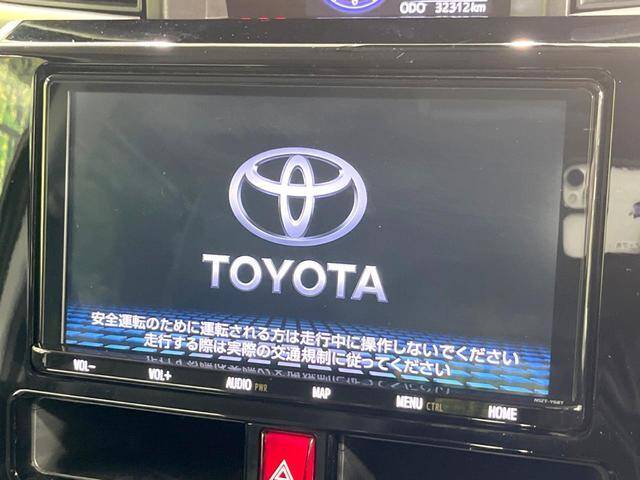 ODO 32312km
TOYOTA
安全運転のために運転される方は走行中に操作しないでください
走行する際は実際の交通規制に従ってください
VOL− VOL+ AUDIO PWR MAP MENU CTRL HOME
NSZT-Y68T